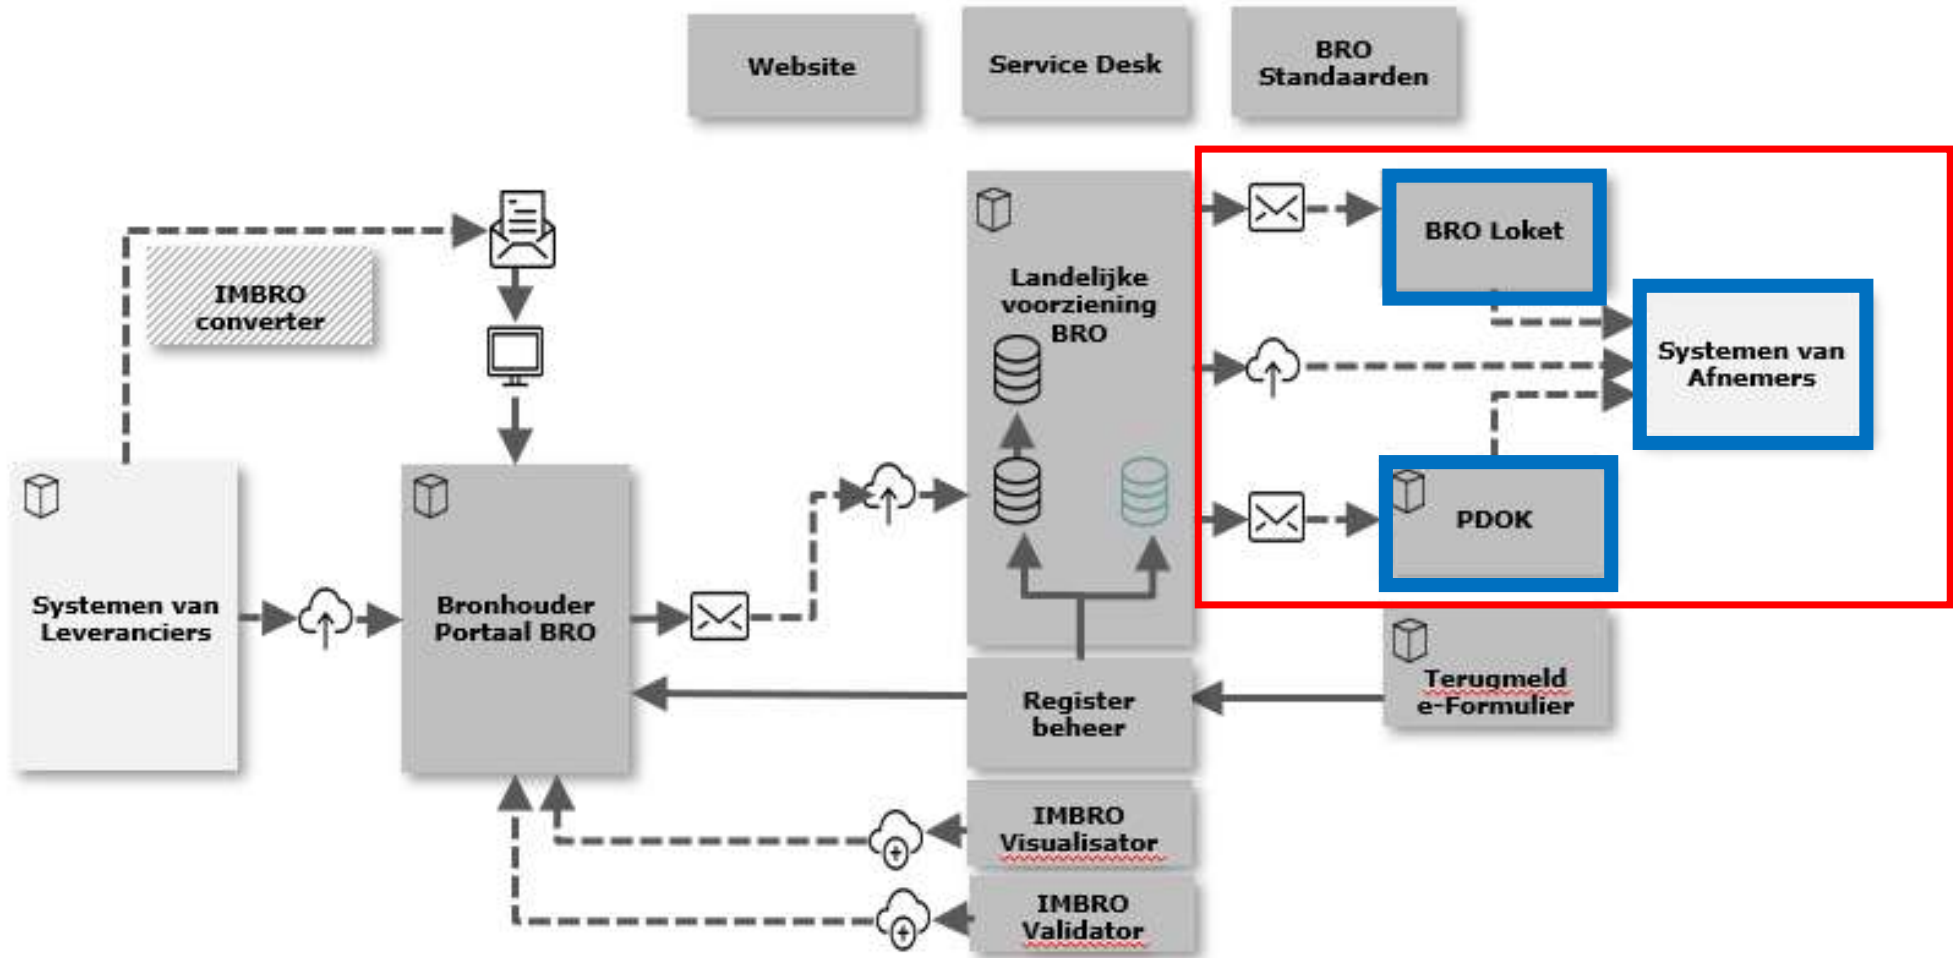 Website
Service Desk
BRO
Standaarden
IMBRO
converter
Landelijke
voorziening
BRO
BRO Loket
Systemen van
Afnemers
PDOK
Systemen van
Leveranciers
Bronhouder
Portaal BRO
Register
beheer
Terugmeld
e-Formulier
IMBRO
Visualisator
IMBRO
Validator